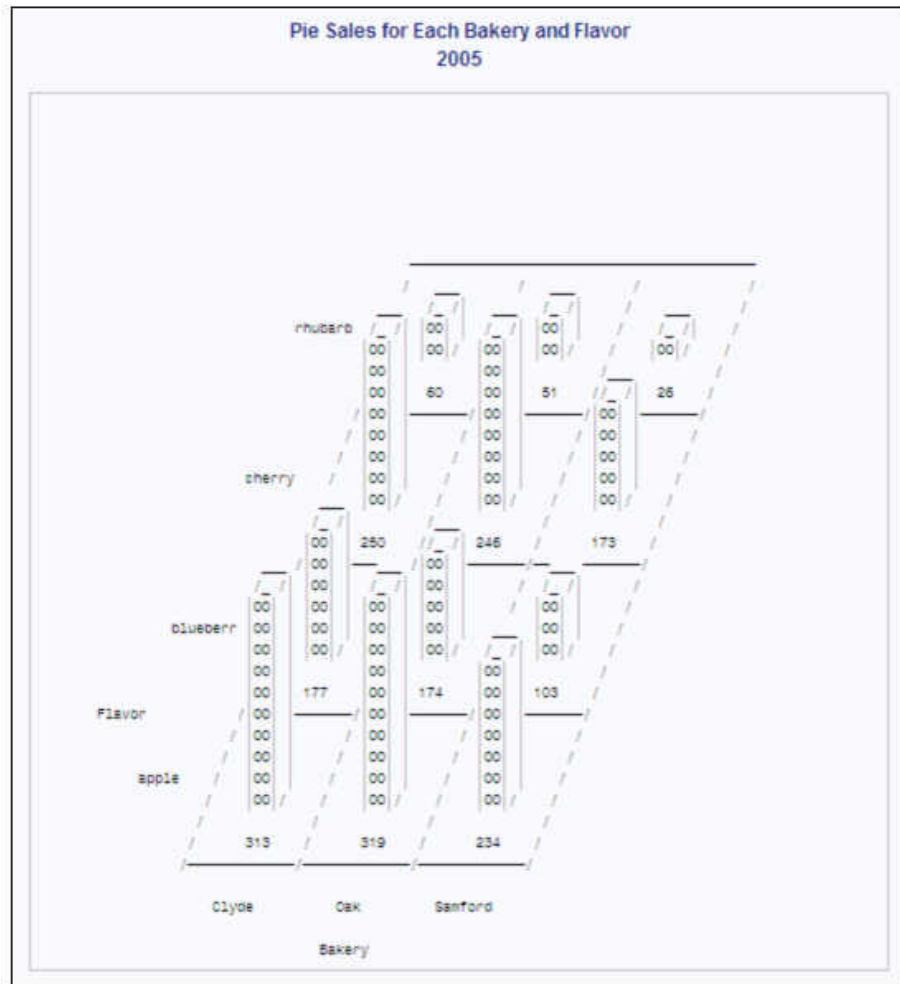 Pie Sales for Each Bakery and Flavor
2005
rhubarb
60 51 26
cherry
250 246 173
blueberr
177 174 103
Flavor
apple
313 319 234
Clyde Oak Samford
Bakery